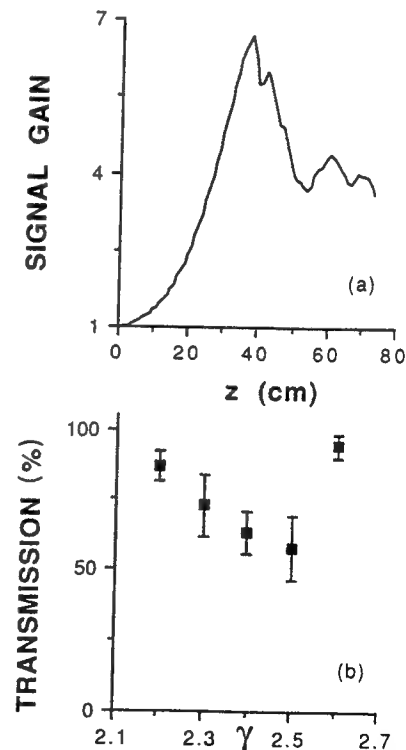 7
SIGNAL GAIN
4
(a)
1
0 20 40 60 80
z (cm)
100
TRANSMISSION (%)
50
(b)
0
2.1 2.3 γ 2.5 2.7